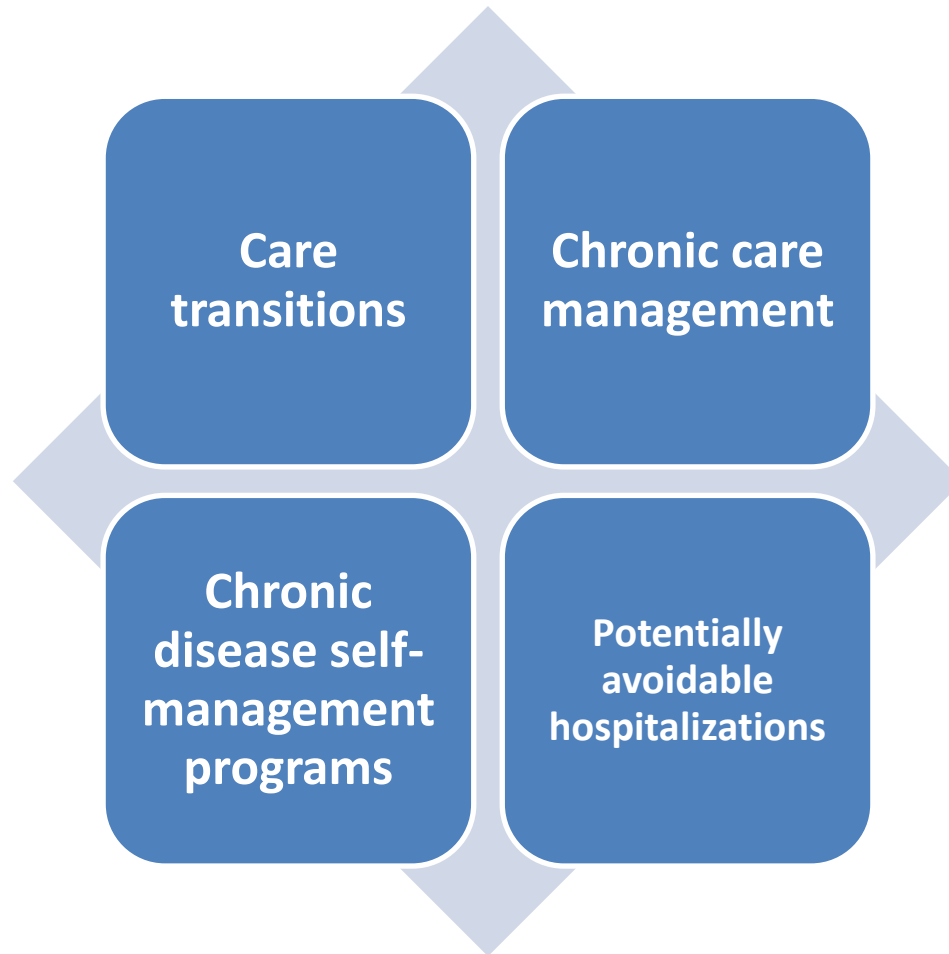 Care
transitions
Chronic care
management
Chronic
disease self-
management
programs
Potentially
avoidable
hospitalizations